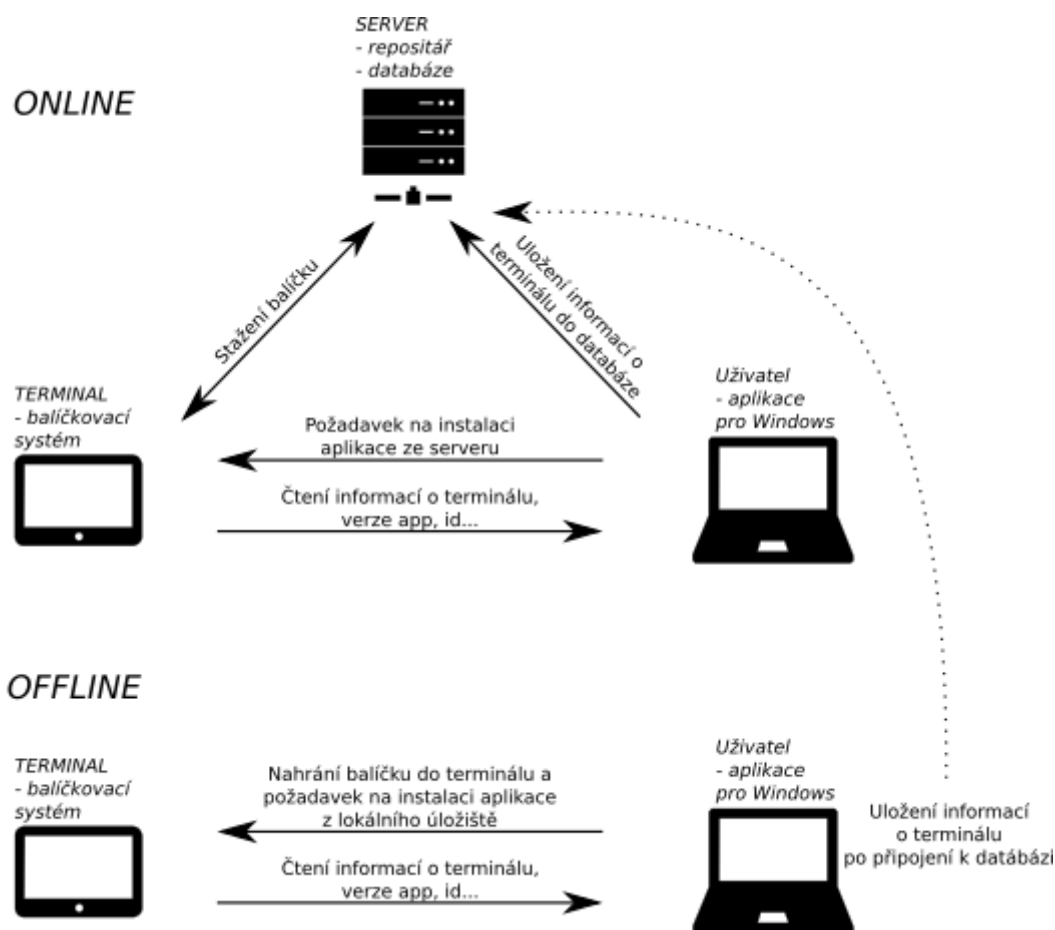 SERVER
- repositář
- databáze
ONLINE
Stažení balíčku
Uložení informací o
terminálu do databáze
TERMINAL
- balíčkovací
systém
Požadavek na instalaci
aplikace ze serveru
Čtení informací o terminálu,
verze app, id...
Uživatel
- aplikace
pro Windows
OFFLINE
TERMINAL
- balíčkovací
systém
Nahrání balíčku do terminálu a
požadavek na instalaci aplikace
z lokálního úložiště
Čtení informací o terminálu,
verze app, id...
Uživatel
- aplikace
pro Windows
Uložení informací
o terminálu
po připojení k datábázi